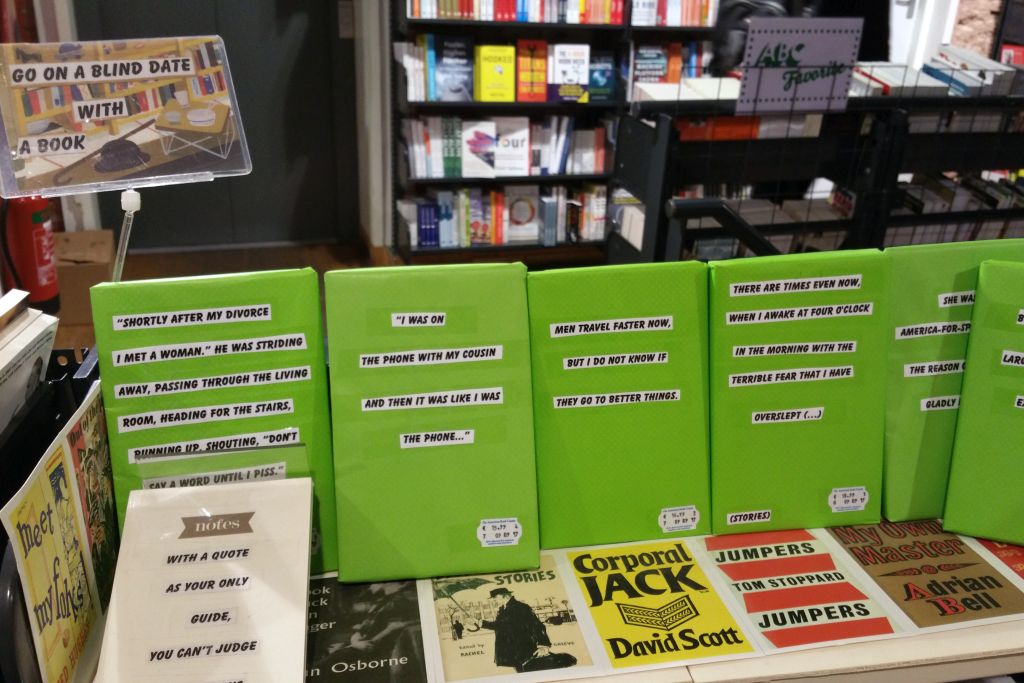 GO ON A BLIND DATE
WITH
A BOOK
ABC
Favorite
"SHORTLY AFTER MY DIVORCE
I MET A WOMAN." HE WAS STRIDING
AWAY, PASSING THROUGH THE LIVING
ROOM, HEADING FOR THE STAIRS,
RUNNING UP, SHOUTING, "DON'T
SAY A WORD UNTIL I PISS."
"I WAS ON
THE PHONE WITH MY COUSIN
AND THEN IT WAS LIKE I WAS
THE PHONE..."
MEN TRAVEL FASTER NOW,
BUT I DO NOT KNOW IF
THEY GO TO BETTER THINGS.
THERE ARE TIMES EVEN NOW,
WHEN I AWAKE AT FOUR O'CLOCK
IN THE MORNING WITH THE
TERRIBLE FEAR THAT I HAVE
OVERSLEPT (...)
(STORIES)
SHE WA
AMERICA-FOR-SP
THE REASON
GLADLY
notes
WITH A QUOTE
AS YOUR ONLY
GUIDE,
YOU CAN'T JUDGE
meet
my folks
Osborne
STORIES
Corporal
JACK
David Scott
JUMPERS
TOM STOPPARD
JUMPERS
My Own
Master
Adrian
Bell